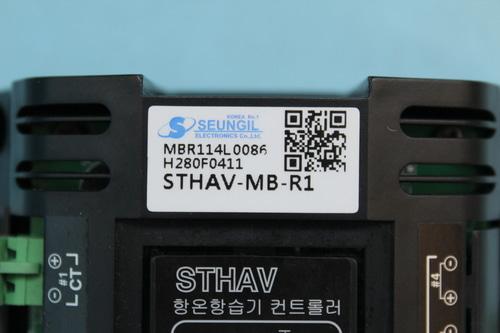 KOREA No.1
SEUNGIL
ELECTRONICS Co.,Ltd.
MBR114L0086
H280F0411
STHAV-MB-R1
STHAV
항온항습기 컨트롤러
#1
CT
+
-
#4
-
+